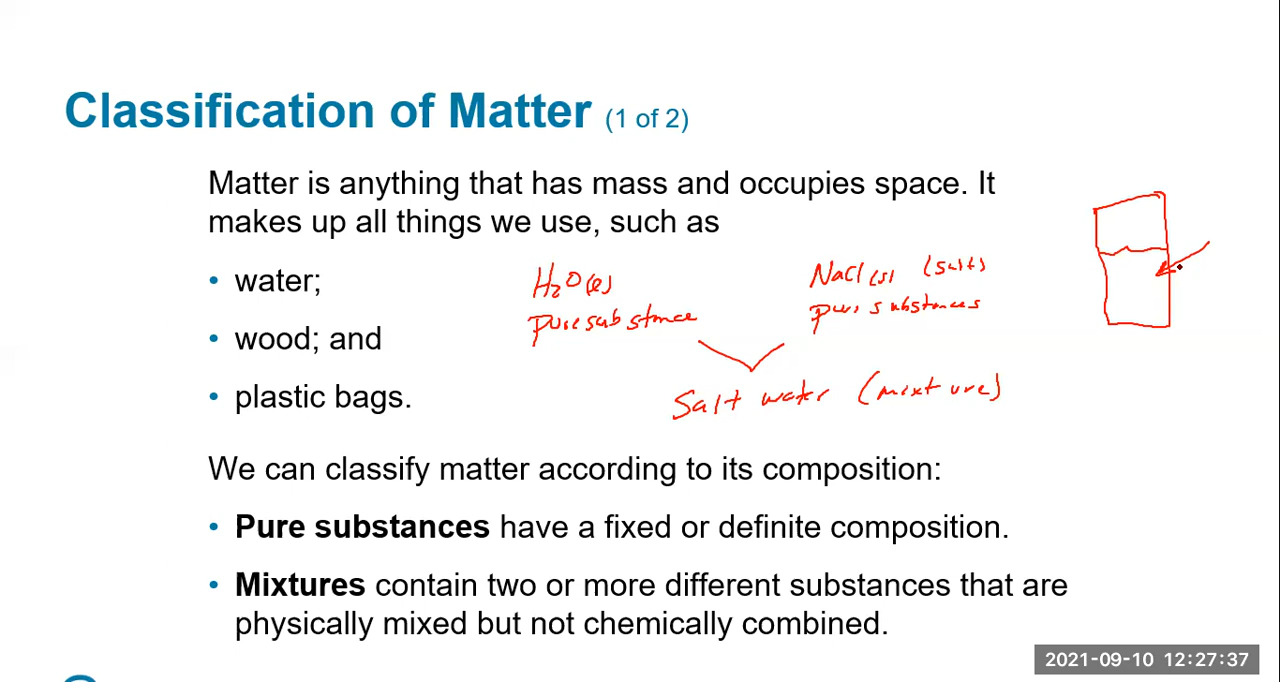 Classification of Matter (1 of 2)
Matter is anything that has mass and occupies space. It
makes up all things we use, such as
• water;
• wood; and
• plastic bags.
H₂O(l)
pure substance
NaCl(s) (salt)
pure substances
Salt water (mixture)
We can classify matter according to its composition:
• Pure substances have a fixed or definite composition.
• Mixtures contain two or more different substances that are
physically mixed but not chemically combined.
2021-09-10 12:27:37